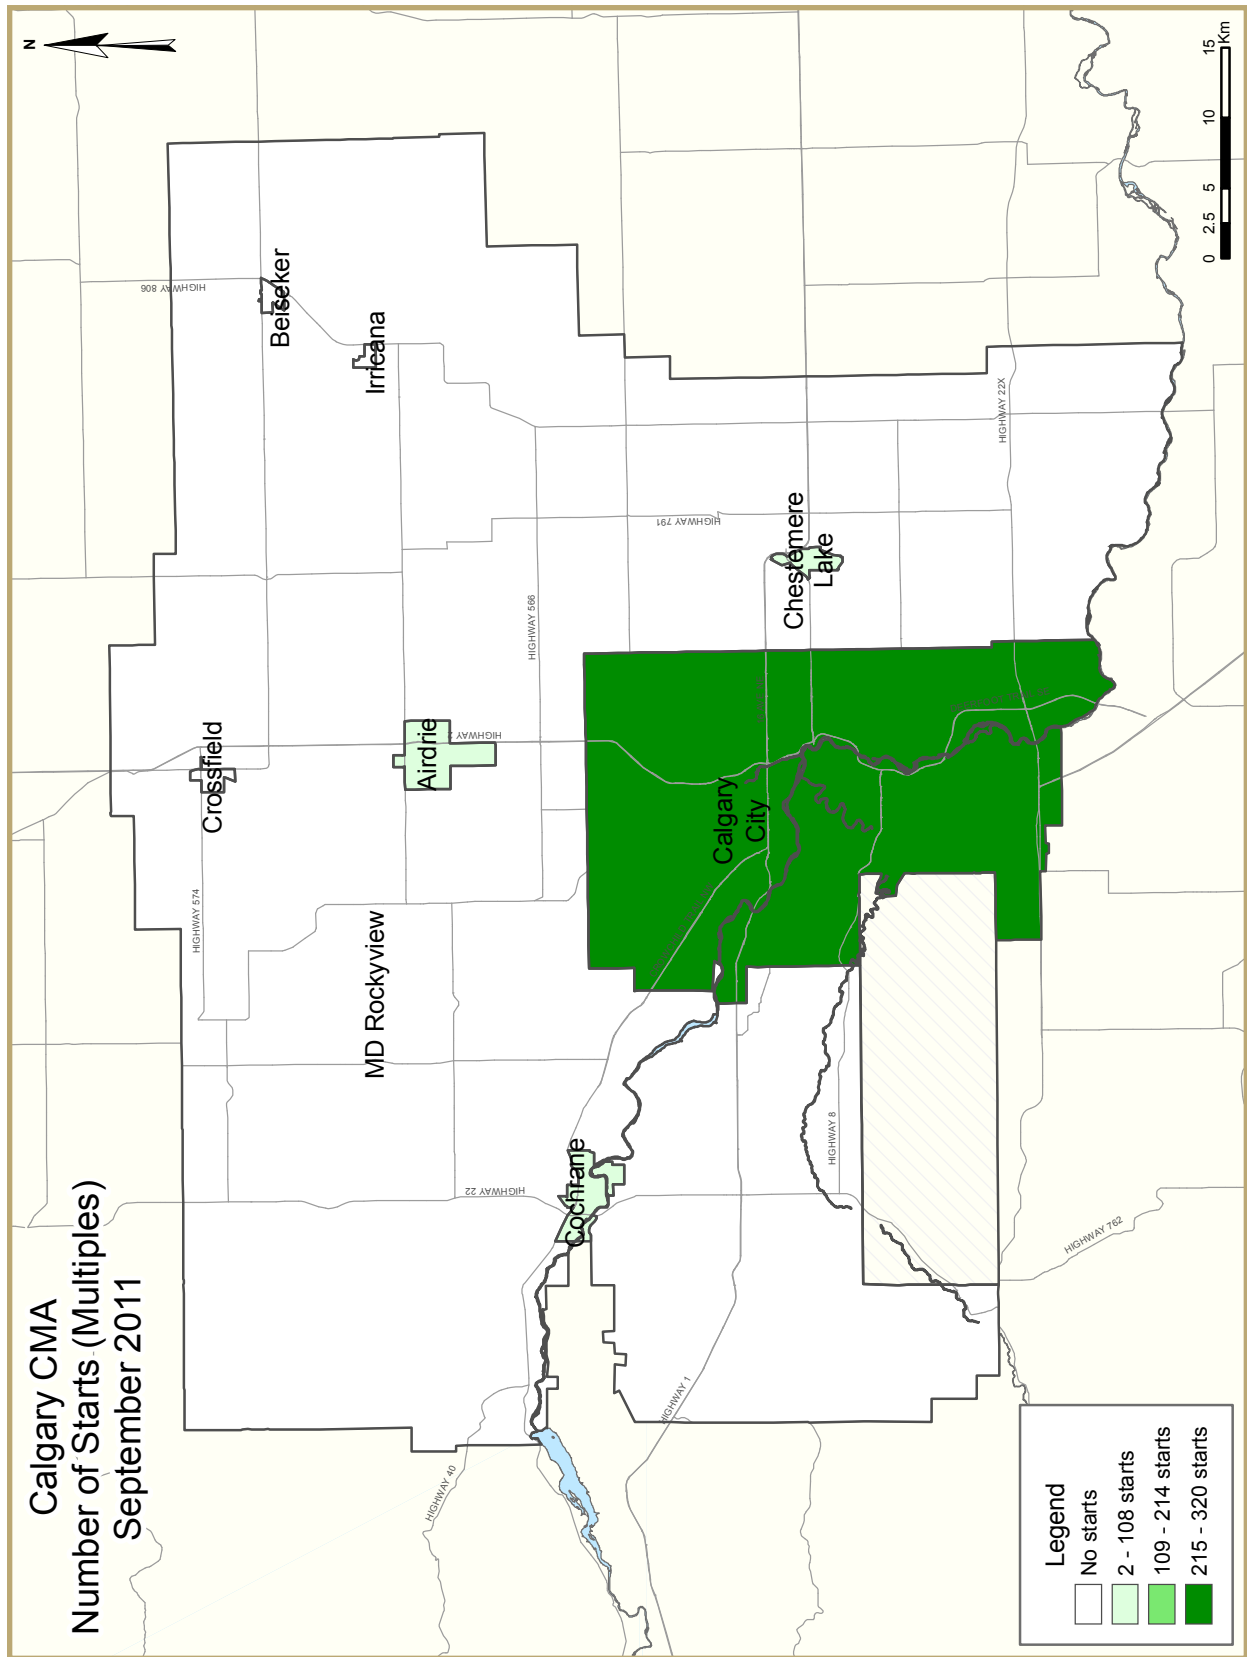 Calgary CMA
Number of Starts (Multiples)
September 2011
N
HIGHWAY 806
Beiseker
Irricana
Crossfield
HIGHWAY 574
Airdrie
HIGHWAY 2
HIGHWAY 566
MD Rockyview
HIGHWAY 791
HIGHWAY 22
Cochrane
Chestemere
Lake
Calgary
City
HIGHWAY 22X
HIGHWAY 8
HIGHWAY 1
HIGHWAY 40
HIGHWAY 762
Legend
No starts
2 - 108 starts
109 - 214 starts
215 - 320 starts
0 2.5 5 10 15
Km